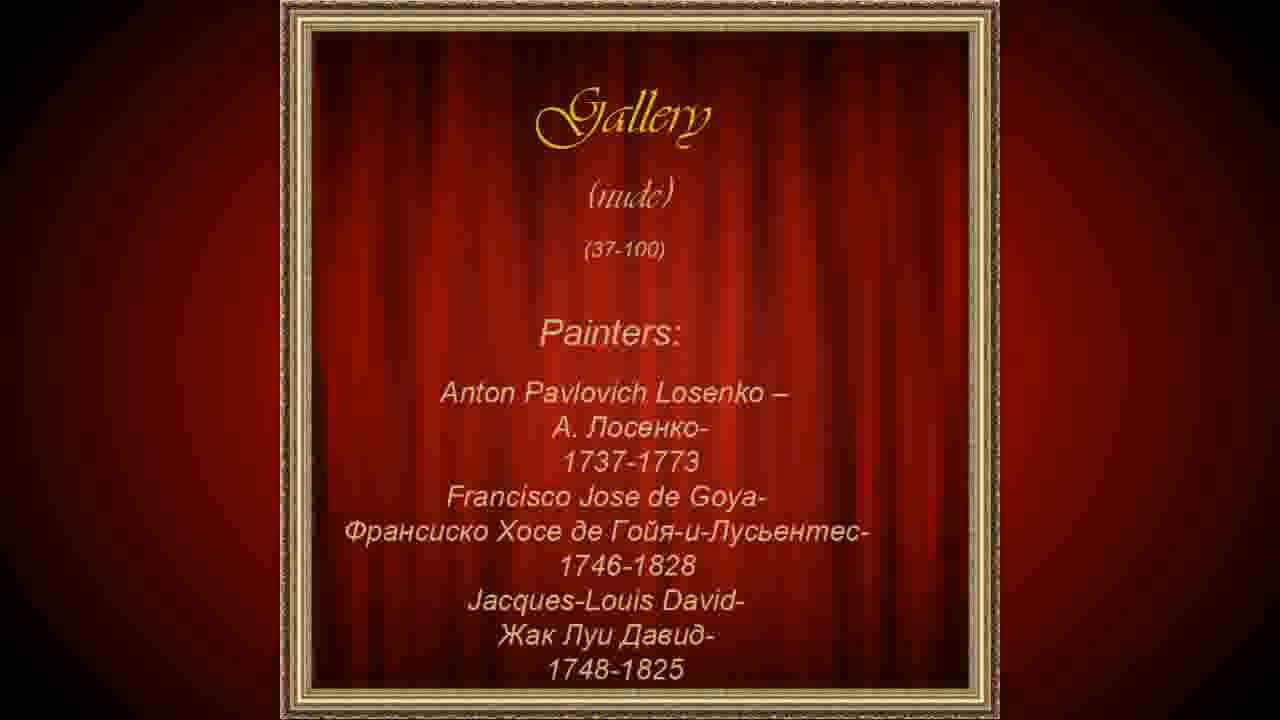 Gallery
(nude)
(37-100)
Painters:
Anton Pavlovich Losenko –
А. Лосенко-
1737-1773
Francisco Jose de Goya-
Франсиско Хосе де Гойя-и-Лусьентес-
1746-1828
Jacques-Louis David-
Жак Луи Давид-
1748-1825